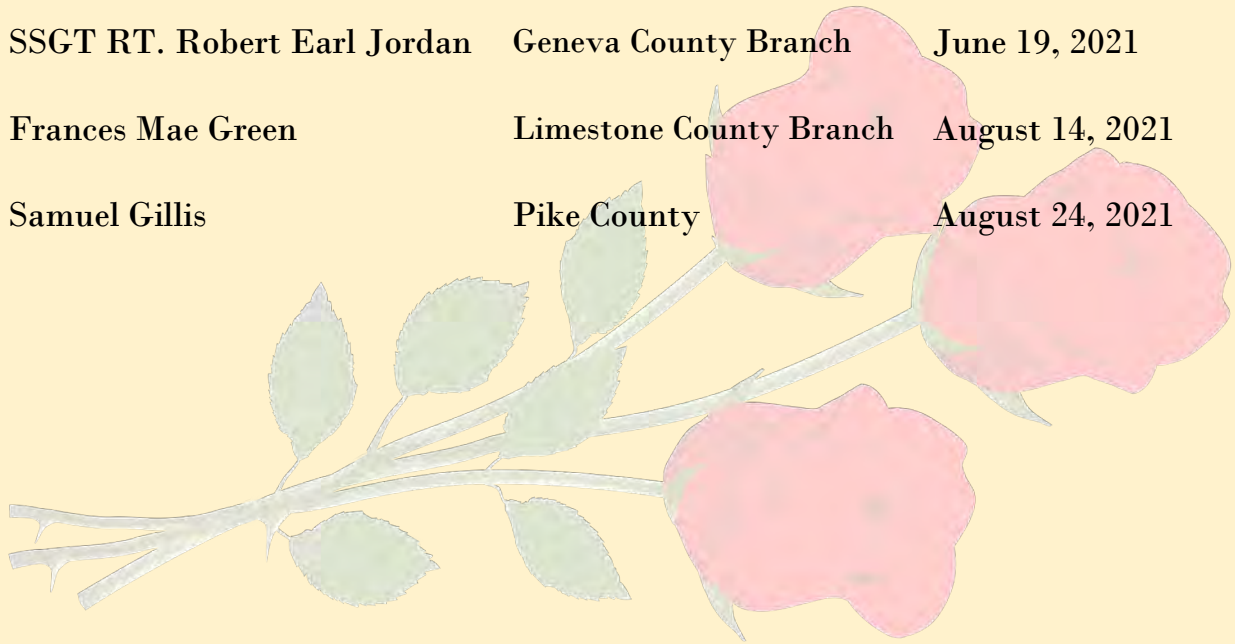 SSGT RT. Robert Earl Jordan Geneva County Branch June 19, 2021
Frances Mae Green Limestone County Branch August 14, 2021
Samuel Gillis Pike County August 24, 2021